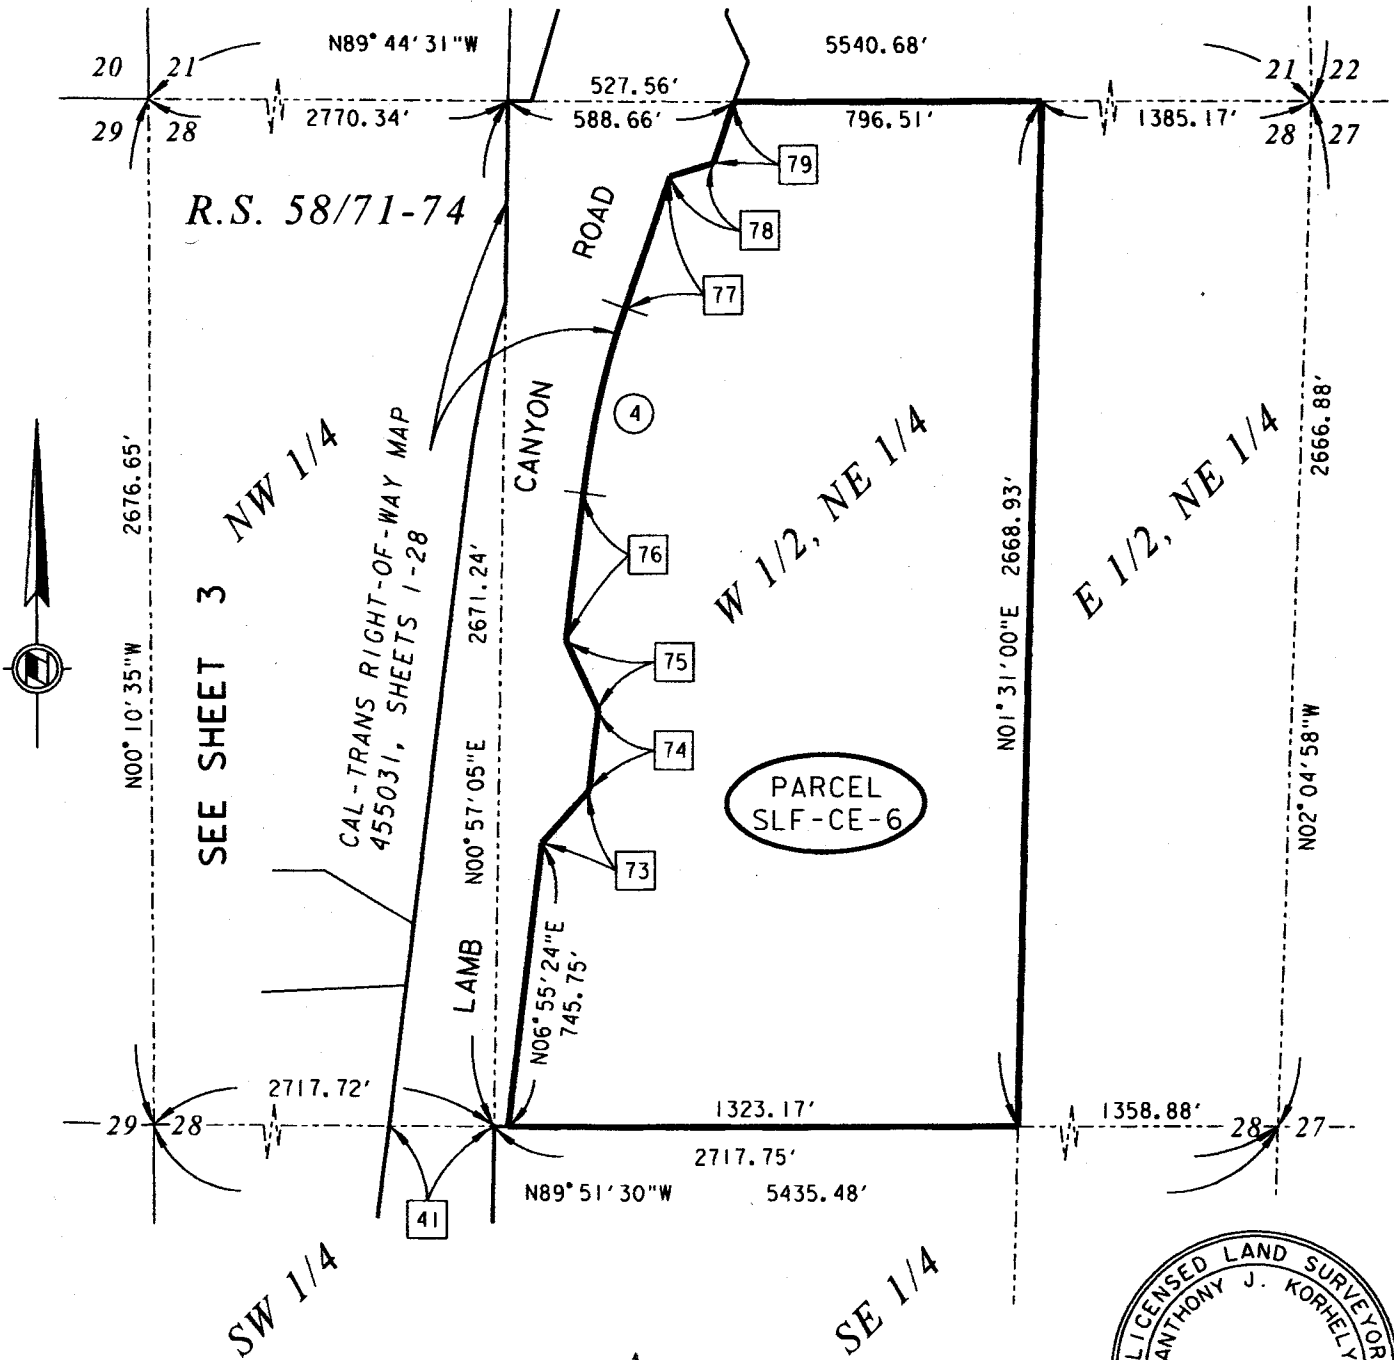 N89°44'31"W
5540.68'
20
21
527.56'
21
22
2770.34'
588.66'
796.51'
1385.17'
29
28
28
27
79
R.S. 58/71-74
78
ROAD
77
CANYON
4
2676.65'
NW 1/4
CAL-TRANS RIGHT-OF-WAY MAP
455031, SHEETS 1-28
W 1/2, NE 1/4
E 1/2, NE 1/4
2666.88'
2668.93'
76
2671.24'
SEE SHEET 3
75
N00°10'35"W
N01°31'00"E
74
N00°57'05"E
N02°04'58"W
PARCEL
SLF-CE-6
73
LAMB
N06°55'24"E
745.75'
2717.72'
1323.17'
1358.88'
29
28
28
27
2717.75'
N89°51'30"W
5435.48'
41
SW 1/4
SE 1/4
LICENSED LAND SURVEYOR
ANTHONY J. KORHELY